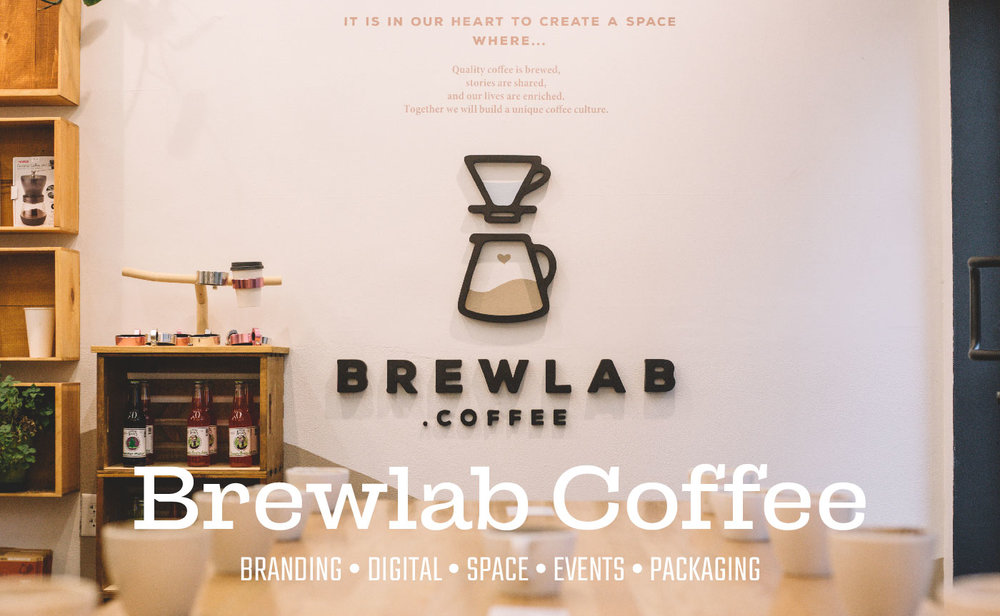 IT IS IN OUR HEART TO CREATE A SPACE
WHERE...
Quality coffee is brewed,
stories are shared,
and our lives are enriched.
Together we will build a unique coffee culture.
BREWLAB
.COFFEE
Brewlab Coffee
BRANDING • DIGITAL • SPACE • EVENTS • PACKAGING